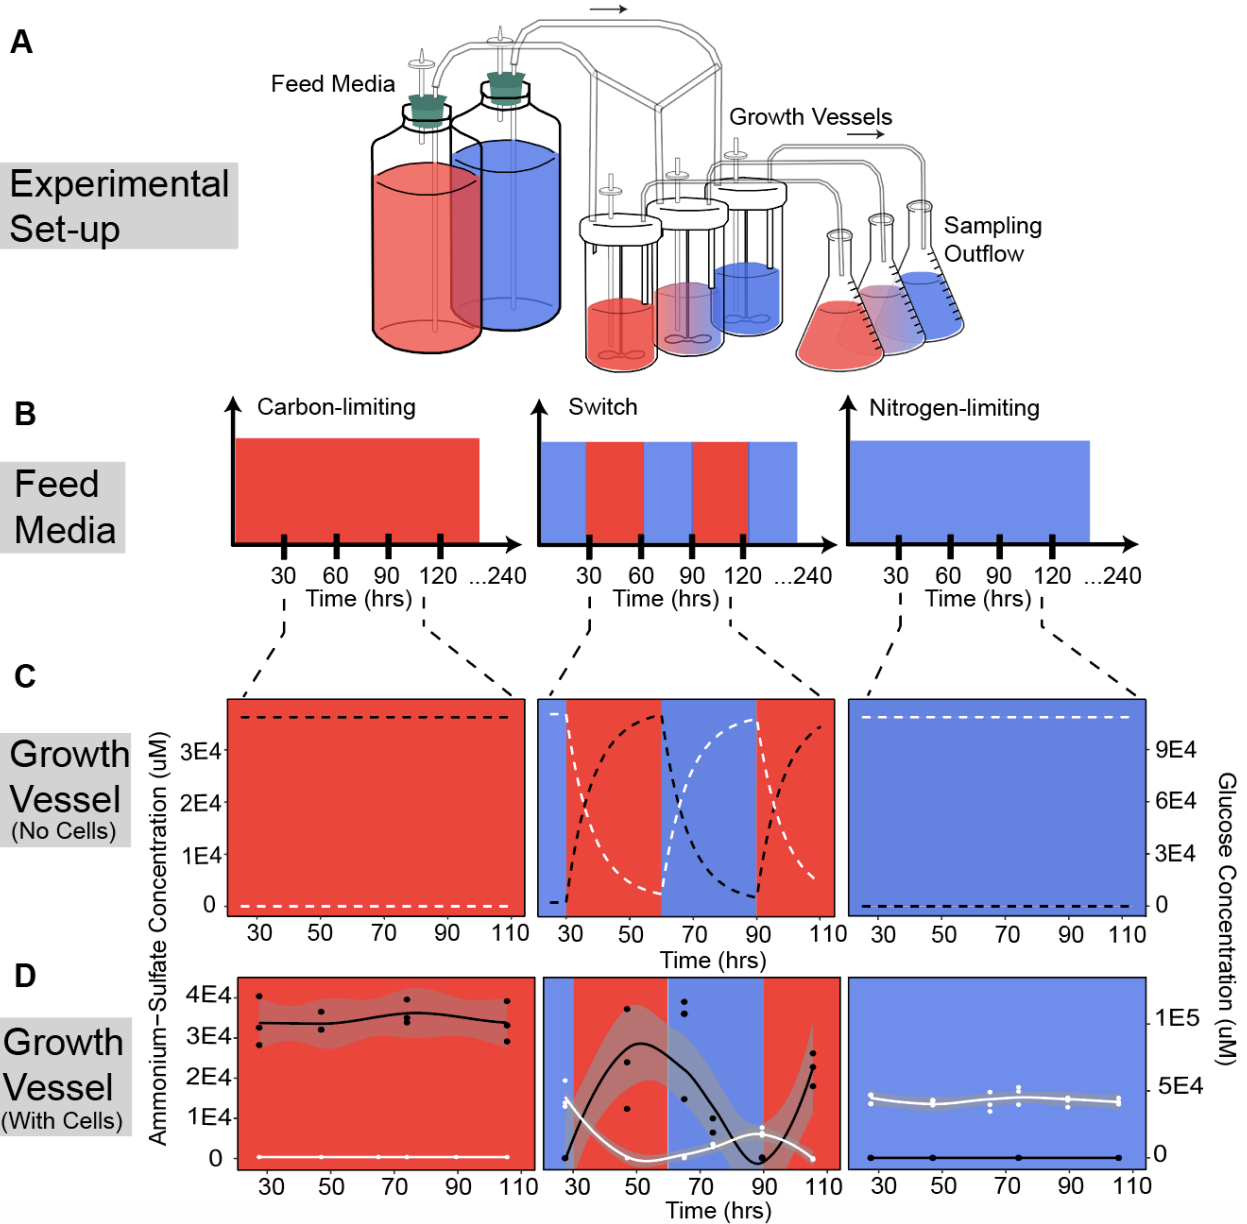 A
Feed Media
Growth Vessels
Experimental
Set-up
Sampling
Outflow
B
Carbon-limiting
Switch
Nitrogen-limiting
Feed
Media
30 60 90 120 ...240
Time (hrs)
30 60 90 120 ...240
Time (hrs)
30 60 90 120 ...240
Time (hrs)
C
Growth
Vessel
(No Cells)
Ammonium-Sulfate Concentration (uM)
3E4
2E4
1E4
0
9E4
6E4
3E4
0
Glucose Concentration (uM)
30 50 70 90 110
30 50 70 90 110
30 50 70 90 110
Time (hrs)
D
Growth
Vessel
(With Cells)
4E4
3E4
2E4
1E4
0
1E5
5E4
0
30 50 70 90 110
30 50 70 90 110
30 50 70 90 110
Time (hrs)